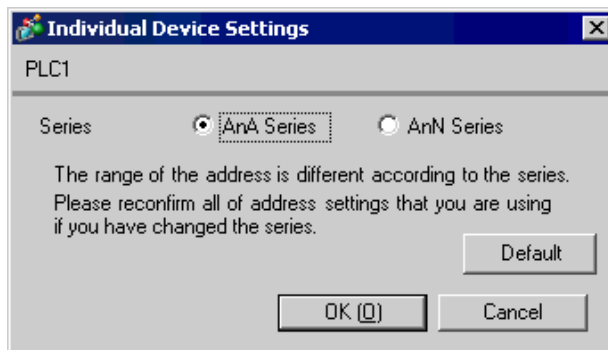 Individual Device Settings
PLC1
Series AnA Series AnN Series
The range of the address is different according to the series.
Please reconfirm all of address settings that you are using
if you have changed the series.
Default
OK (O) Cancel